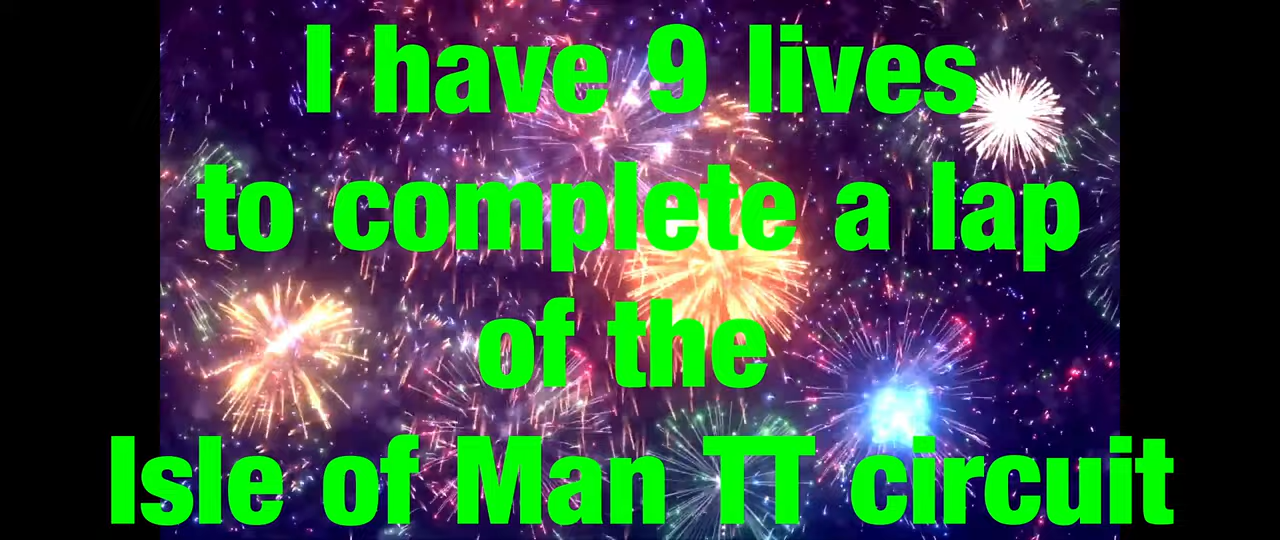 I have 9 lives
to complete a lap
of the
Isle of Man TT circuit